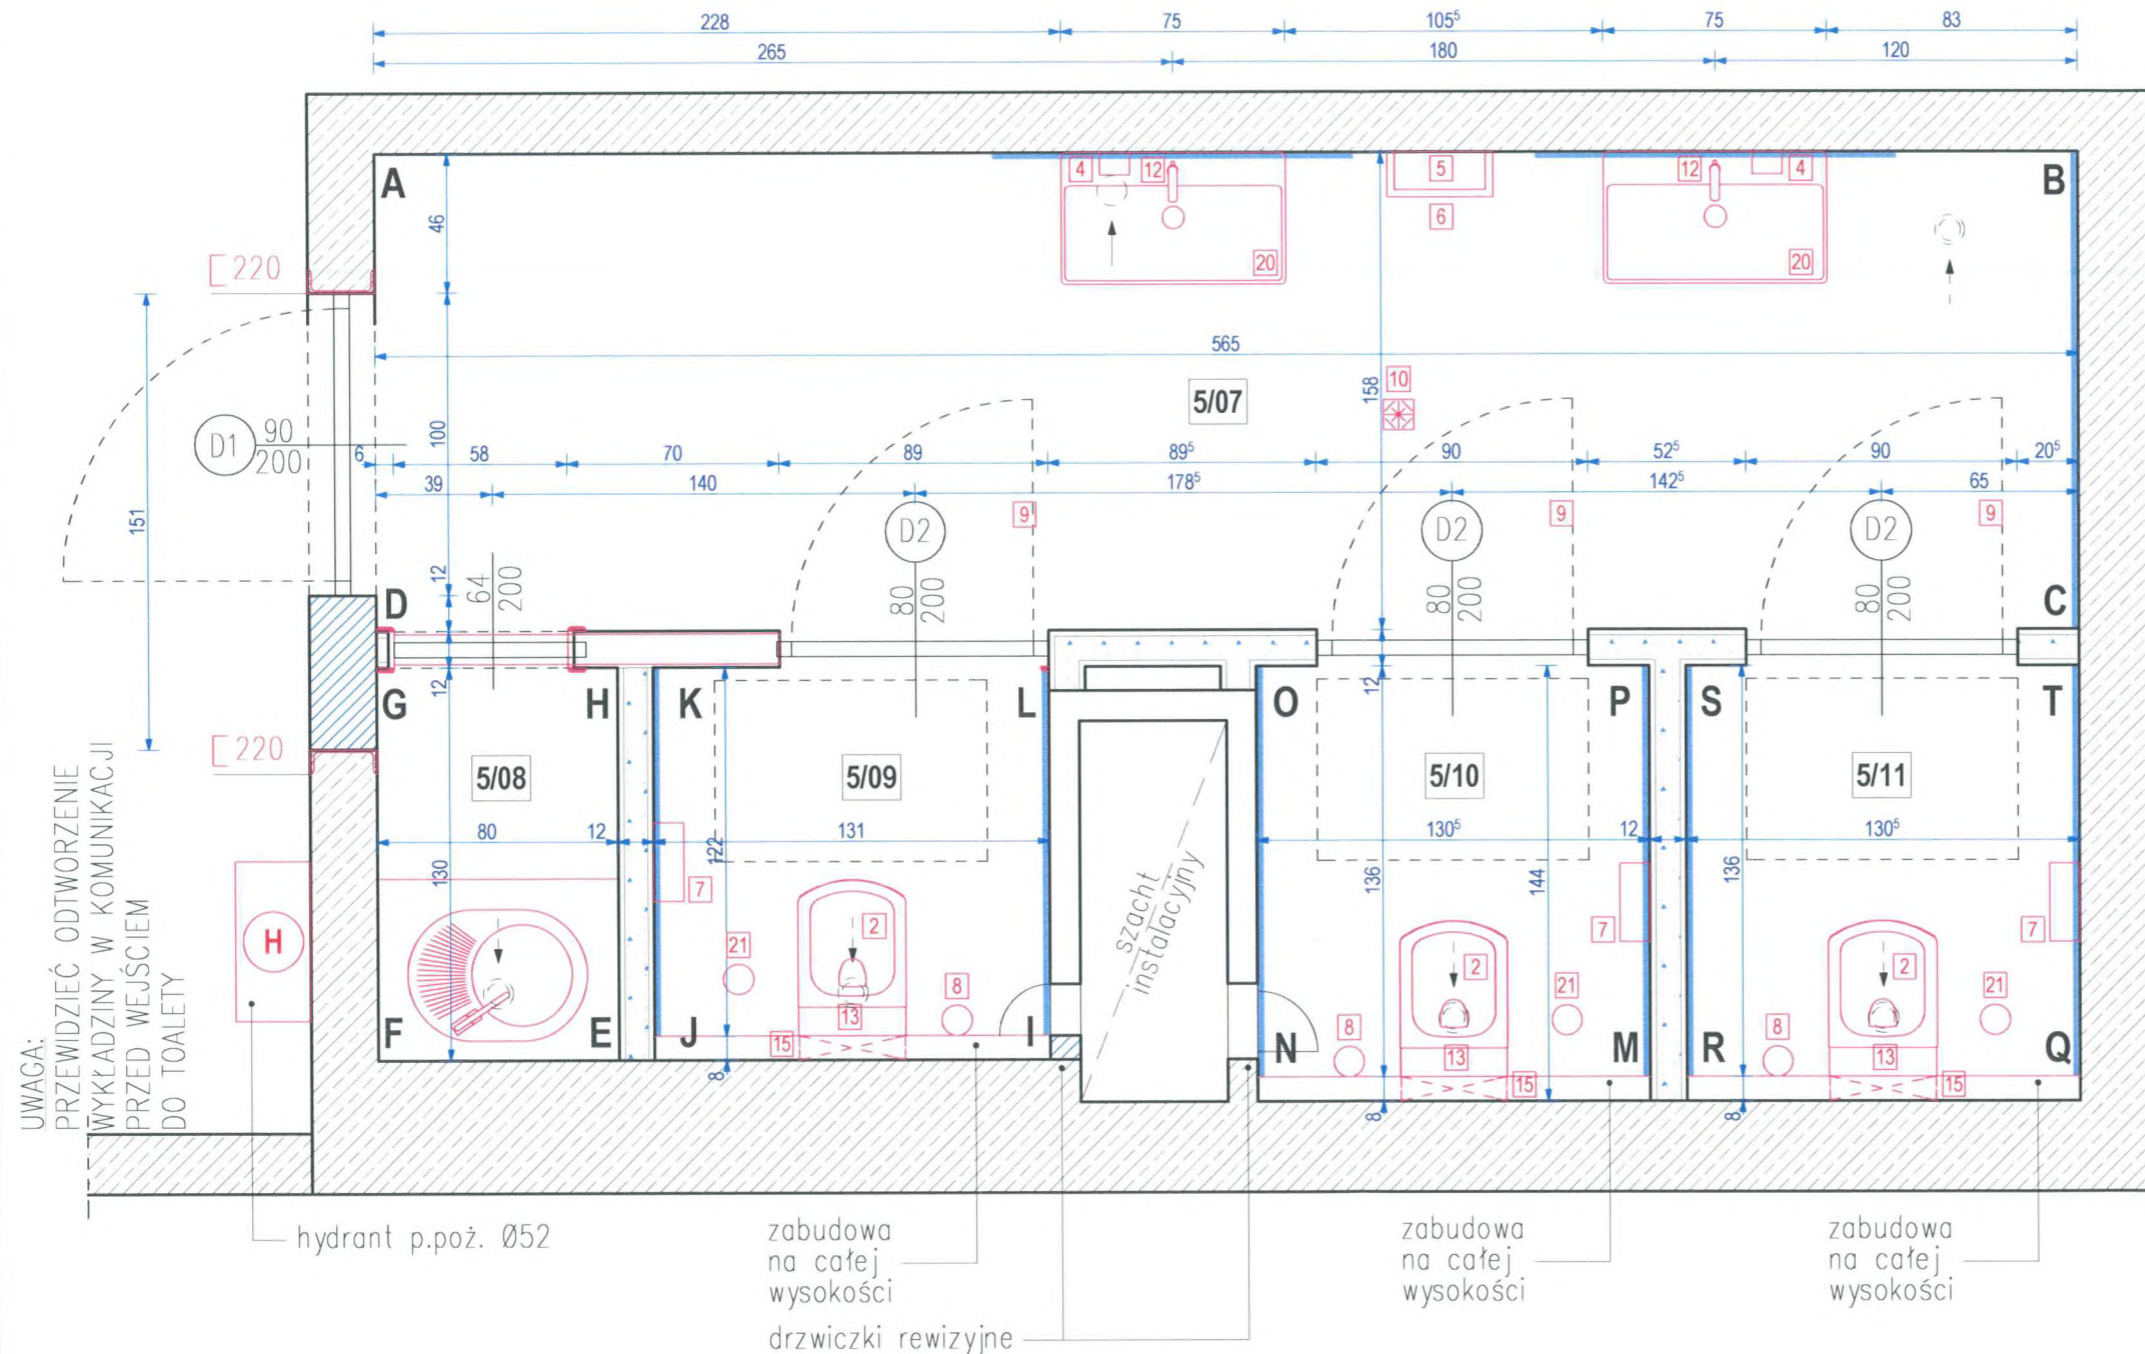 228 75 105⁵ 75 83
265 180 120
A B
4 12 5 12 4
6
20 20
46
⊏220
565
5/07
158
10
D1 90
200
100
151
6 58 70 89 89⁵ 90 52⁵ 90 20⁵
39 140 178⁵ 142⁵ 65
9 9 9
D2 D2 D2
64
200
80
200
80
200
80
200
12
D C
12 12
G H K L O P S T
⊏220
5/08 5/09 5/10 5/11
80 12 131 130⁵ 12 130⁵
130 122 136 144 136
7 7 7
H
21 2 8 2 21 2 21
8 8
szacht
instalacyjny
13 13 13
15 15 15
F E J I N M R Q
8 8 8
UWAGA:
PRZEWIDZIEĆ ODTWORZENIE
WYKŁADZINY W KOMUNIKACJI
PRZED WEJŚCIEM
DO TOALETY
hydrant p.poż. Ø52
zabudowa
na całej
wysokości
zabudowa
na całej
wysokości
zabudowa
na całej
wysokości
drzwiczki rewizyjne